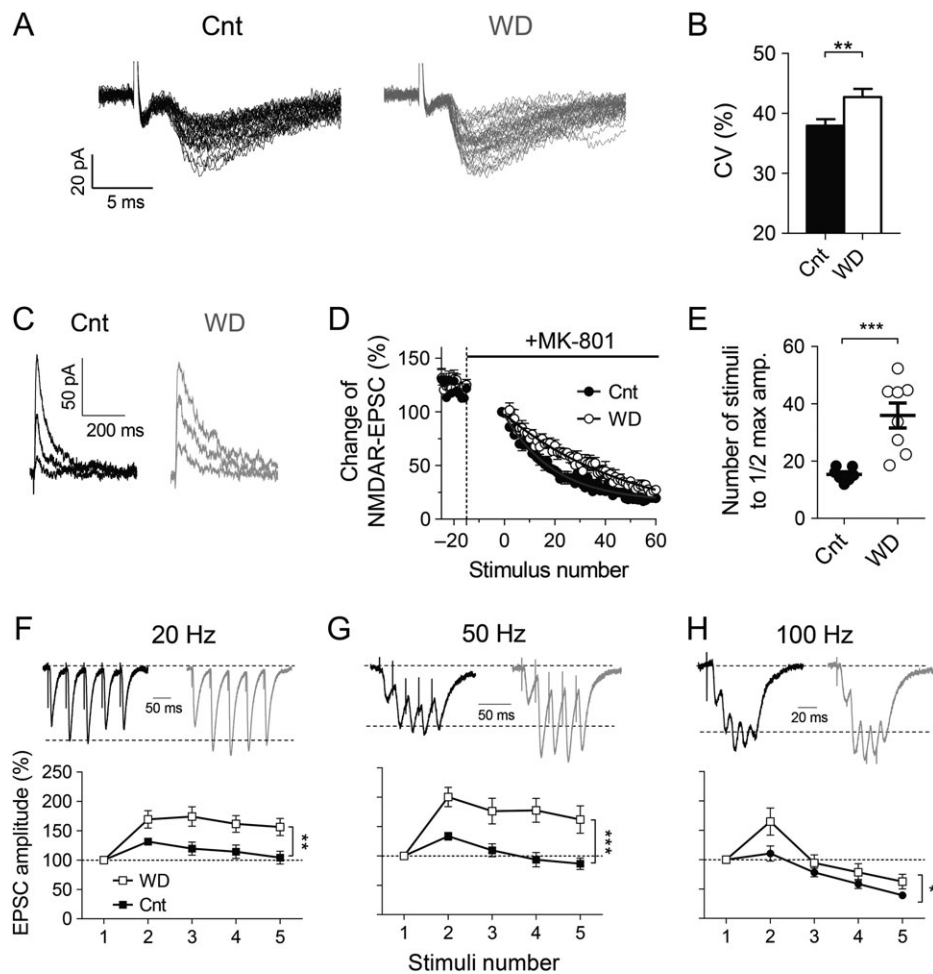 A
Cnt
WD
20 pA
5 ms
B
**
CV (%)
50
40
30
20
Cnt
WD
C
Cnt
WD
50 pA
200 ms
D
+MK-801
Change of
NMDAR-EPSC (%)
150
100
50
0
Cnt
WD
–20
0
20
40
60
Stimulus number
E
***
Number of stimuli
to 1/2 max amp.
60
40
20
0
Cnt
WD
F
20 Hz
50 ms
EPSC amplitude (%)
250
200
150
100
50
0
**
WD
Cnt
1 2 3 4 5
G
50 Hz
50 ms
***
1 2 3 4 5
Stimuli number
H
100 Hz
20 ms
*
1 2 3 4 5